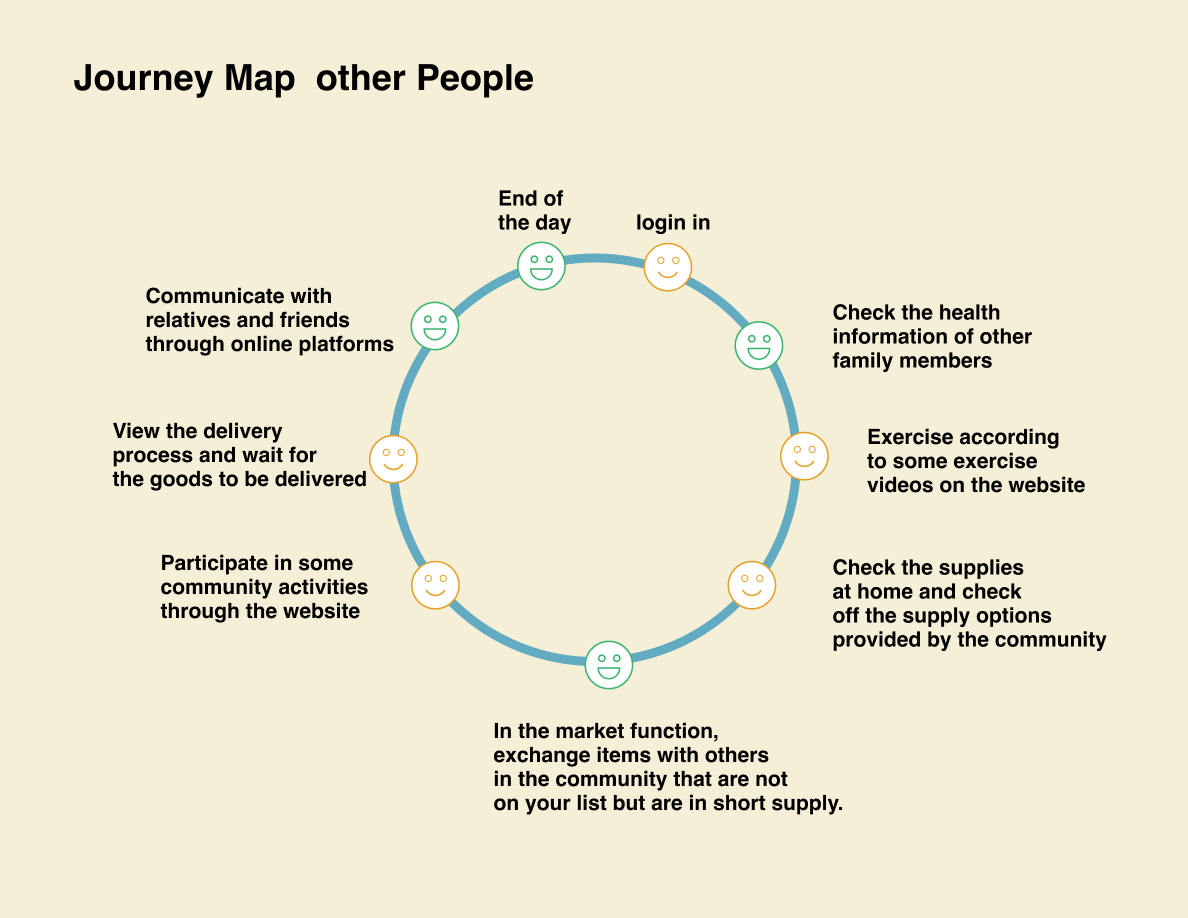 Journey Map  other People
End of
the day
login in
Check the health
information of other
family members
Exercise according
to some exercise
videos on the website
Check the supplies
at home and check
off the supply options
provided by the community
In the market function,
exchange items with others
in the community that are not
on your list but are in short supply.
Participate in some
community activities
through the website
View the delivery
process and wait for
the goods to be delivered
Communicate with
relatives and friends
through online platforms